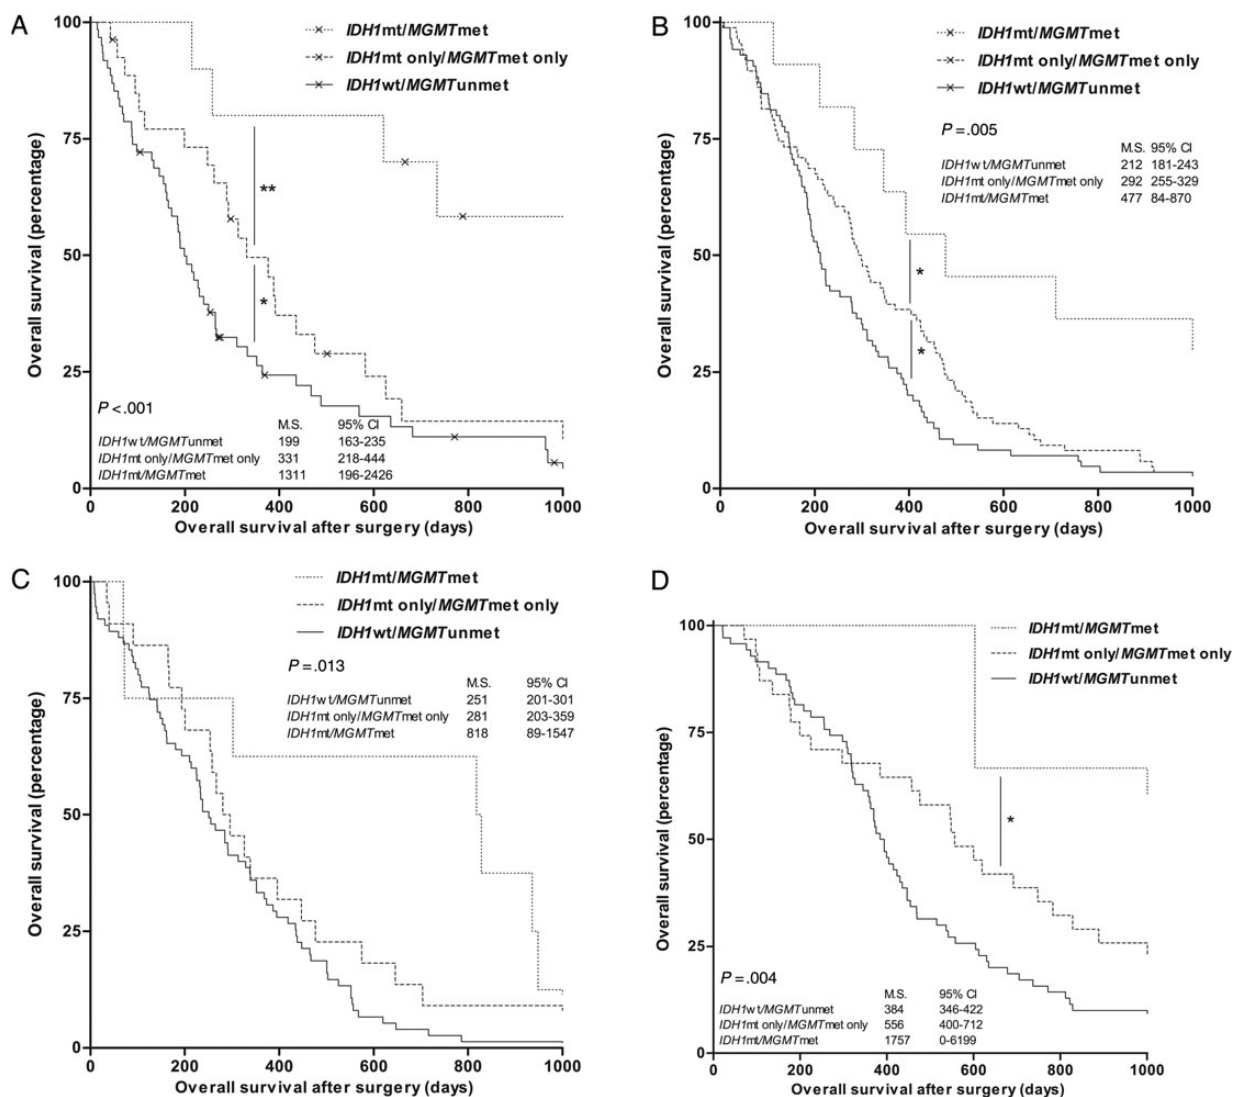 A
100
75
50
25
0
Overall survival (percentage)
IDH1mt/MGMTmet
IDH1mt only/MGMTmet only
IDH1wt/MGMTunmet
**
*
P<.001
M.S. 95% CI
IDH1wt/MGMTunmet 199 163-235
IDH1mt only/MGMTmet only 331 218-444
IDH1mt/MGMTmet 1311 196-2426
0 200 400 600 800 1000
Overall survival after surgery (days)
B
100
75
50
25
0
Overall survival (percentage)
IDH1mt/MGMTmet
IDH1mt only/MGMTmet only
IDH1wt/MGMTunmet
P=.005
M.S. 95% CI
IDH1wt/MGMTunmet 212 181-243
IDH1mt only/MGMTmet only 292 255-329
IDH1mt/MGMTmet 477 84-870
*
*
0 200 400 600 800 1000
Overall survival after surgery (days)
C
100
75
50
25
0
Overall survival (percentage)
IDH1mt/MGMTmet
IDH1mt only/MGMTmet only
IDH1wt/MGMTunmet
P=.013
M.S. 95% CI
IDH1wt/MGMTunmet 251 201-301
IDH1mt only/MGMTmet only 281 203-359
IDH1mt/MGMTmet 818 89-1547
0 200 400 600 800 1000
Overall survival after surgery (days)
D
100
75
50
25
0
Overall survival (percentage)
IDH1mt/MGMTmet
IDH1mt only/MGMTmet only
IDH1wt/MGMTunmet
*
P=.004
M.S. 95% CI
IDH1wt/MGMTunmet 384 346-422
IDH1mt only/MGMTmet only 556 400-712
IDH1mt/MGMTmet 1757 0-6199
0 200 400 600 800 1000
Overall survival after surgery (days)